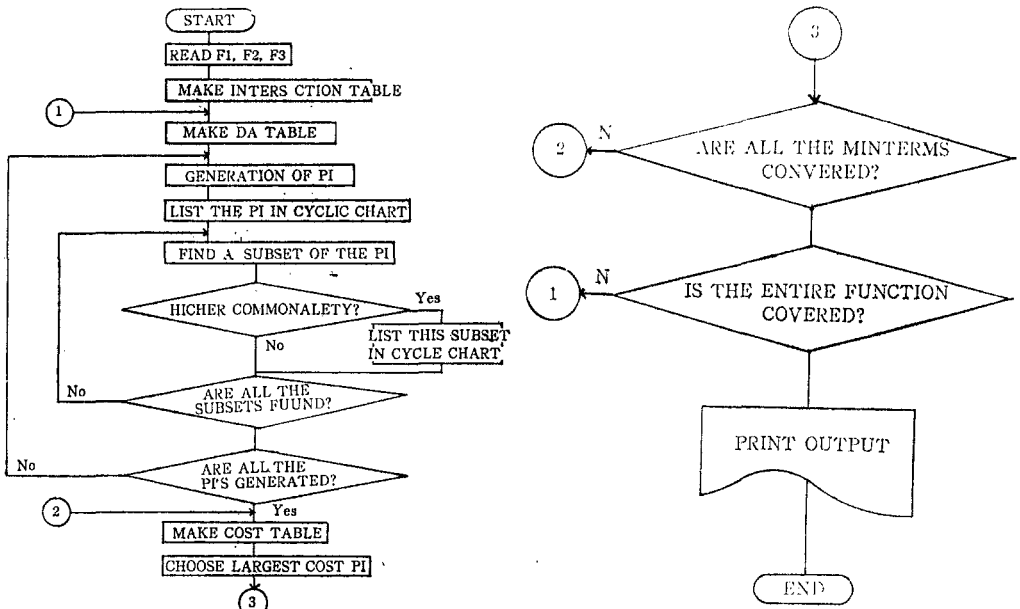 START
READ F1, F2, F3
MAKE INTERS CTION TABLE
1
MAKE DA TABLE
GENERATION OF PI
LIST THE PI IN CYCLIC CHART
FIND A SUBSET OF THE PI
HICHER COMMONALETY?
Yes
LIST THIS SUBSET
IN CYCLE CHART
No
No
ARE ALL THE
SUBSETS FUUND?
No
ARE ALL THE
PI'S GENERATED?
2
Yes
MAKE COST TABLE
CHOOSE LARGEST COST PI
3
3
N
2
ARE ALL THE MINTERMS
CONVERED?
N
1
IS THE ENTIRE FUNCTION
COVERED?
PRINT OUTPUT
END